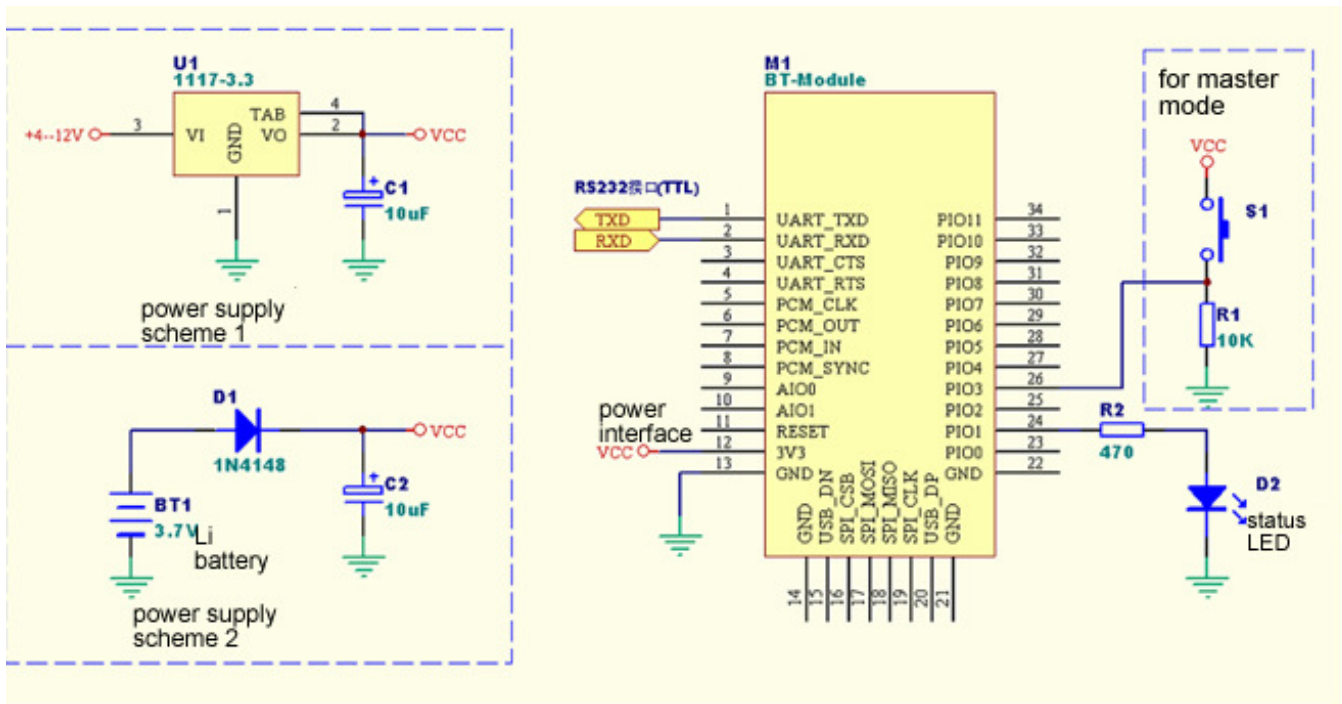 U1
1117-3.3
+4--12V
3
VI
GND
TAB
VO
4
2
VCC
1
C1
10uF
power supply
scheme 1
D1
1N4148
VCC
BT1
3.7V
Li
battery
C2
10uF
power supply
scheme 2
M1
BT-Module
RS232接口(TTL)
TXD
RXD
1 UART_TXD
2 UART_RXD
3 UART_CTS
4 UART_RTS
5 PCM_CLK
6 PCM_OUT
7 PCM_IN
8 PCM_SYNC
9 AIO0
10 AIO1
11 RESET
12 3V3
13 GND
power
interface
VCC
14 GND
15 USB_DN
16 SPI_CSB
17 SPI_MOSI
18 SPI_MISO
19 SPI_CLK
20 USB_DP
21 GND
PIO11 34
PIO10 33
PIO9 32
PIO8 31
PIO7 30
PIO6 29
PIO5 28
PIO4 27
PIO3 26
PIO2 25
PIO1 24
PIO0 23
GND 22
for master
mode
VCC
S1
R1
10K
R2
470
D2
status
LED